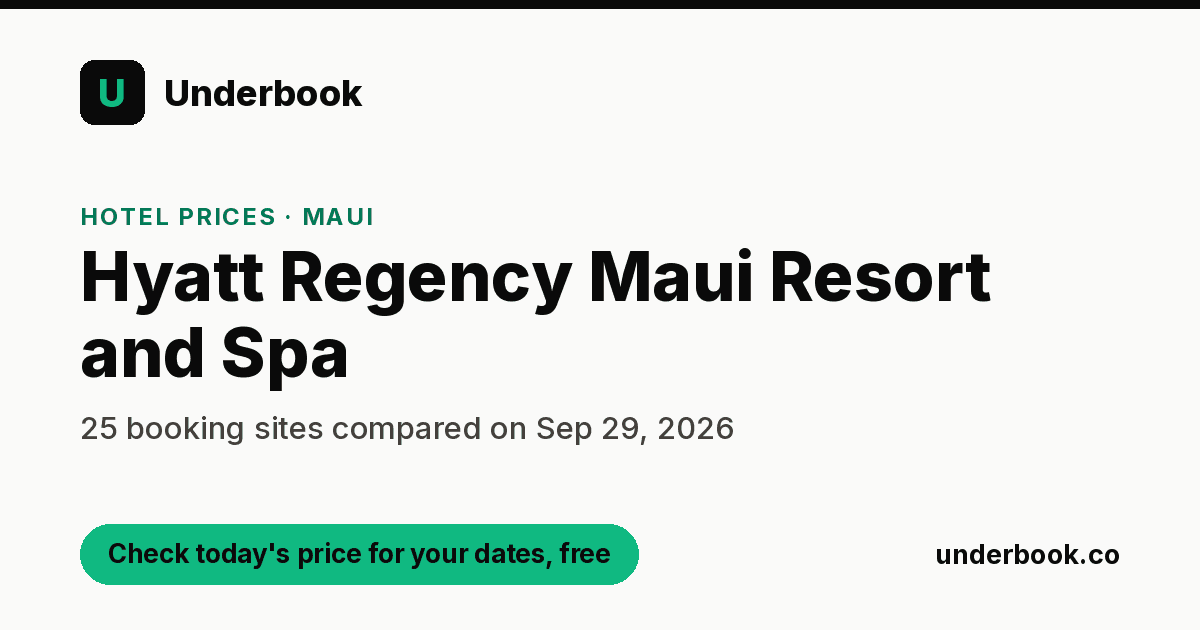 U Underbook
HOTEL PRICES · MAUI
Hyatt Regency Maui Resort
and Spa
25 booking sites compared on Sep 29, 2026
Check today's price for your dates, free
underbook.co